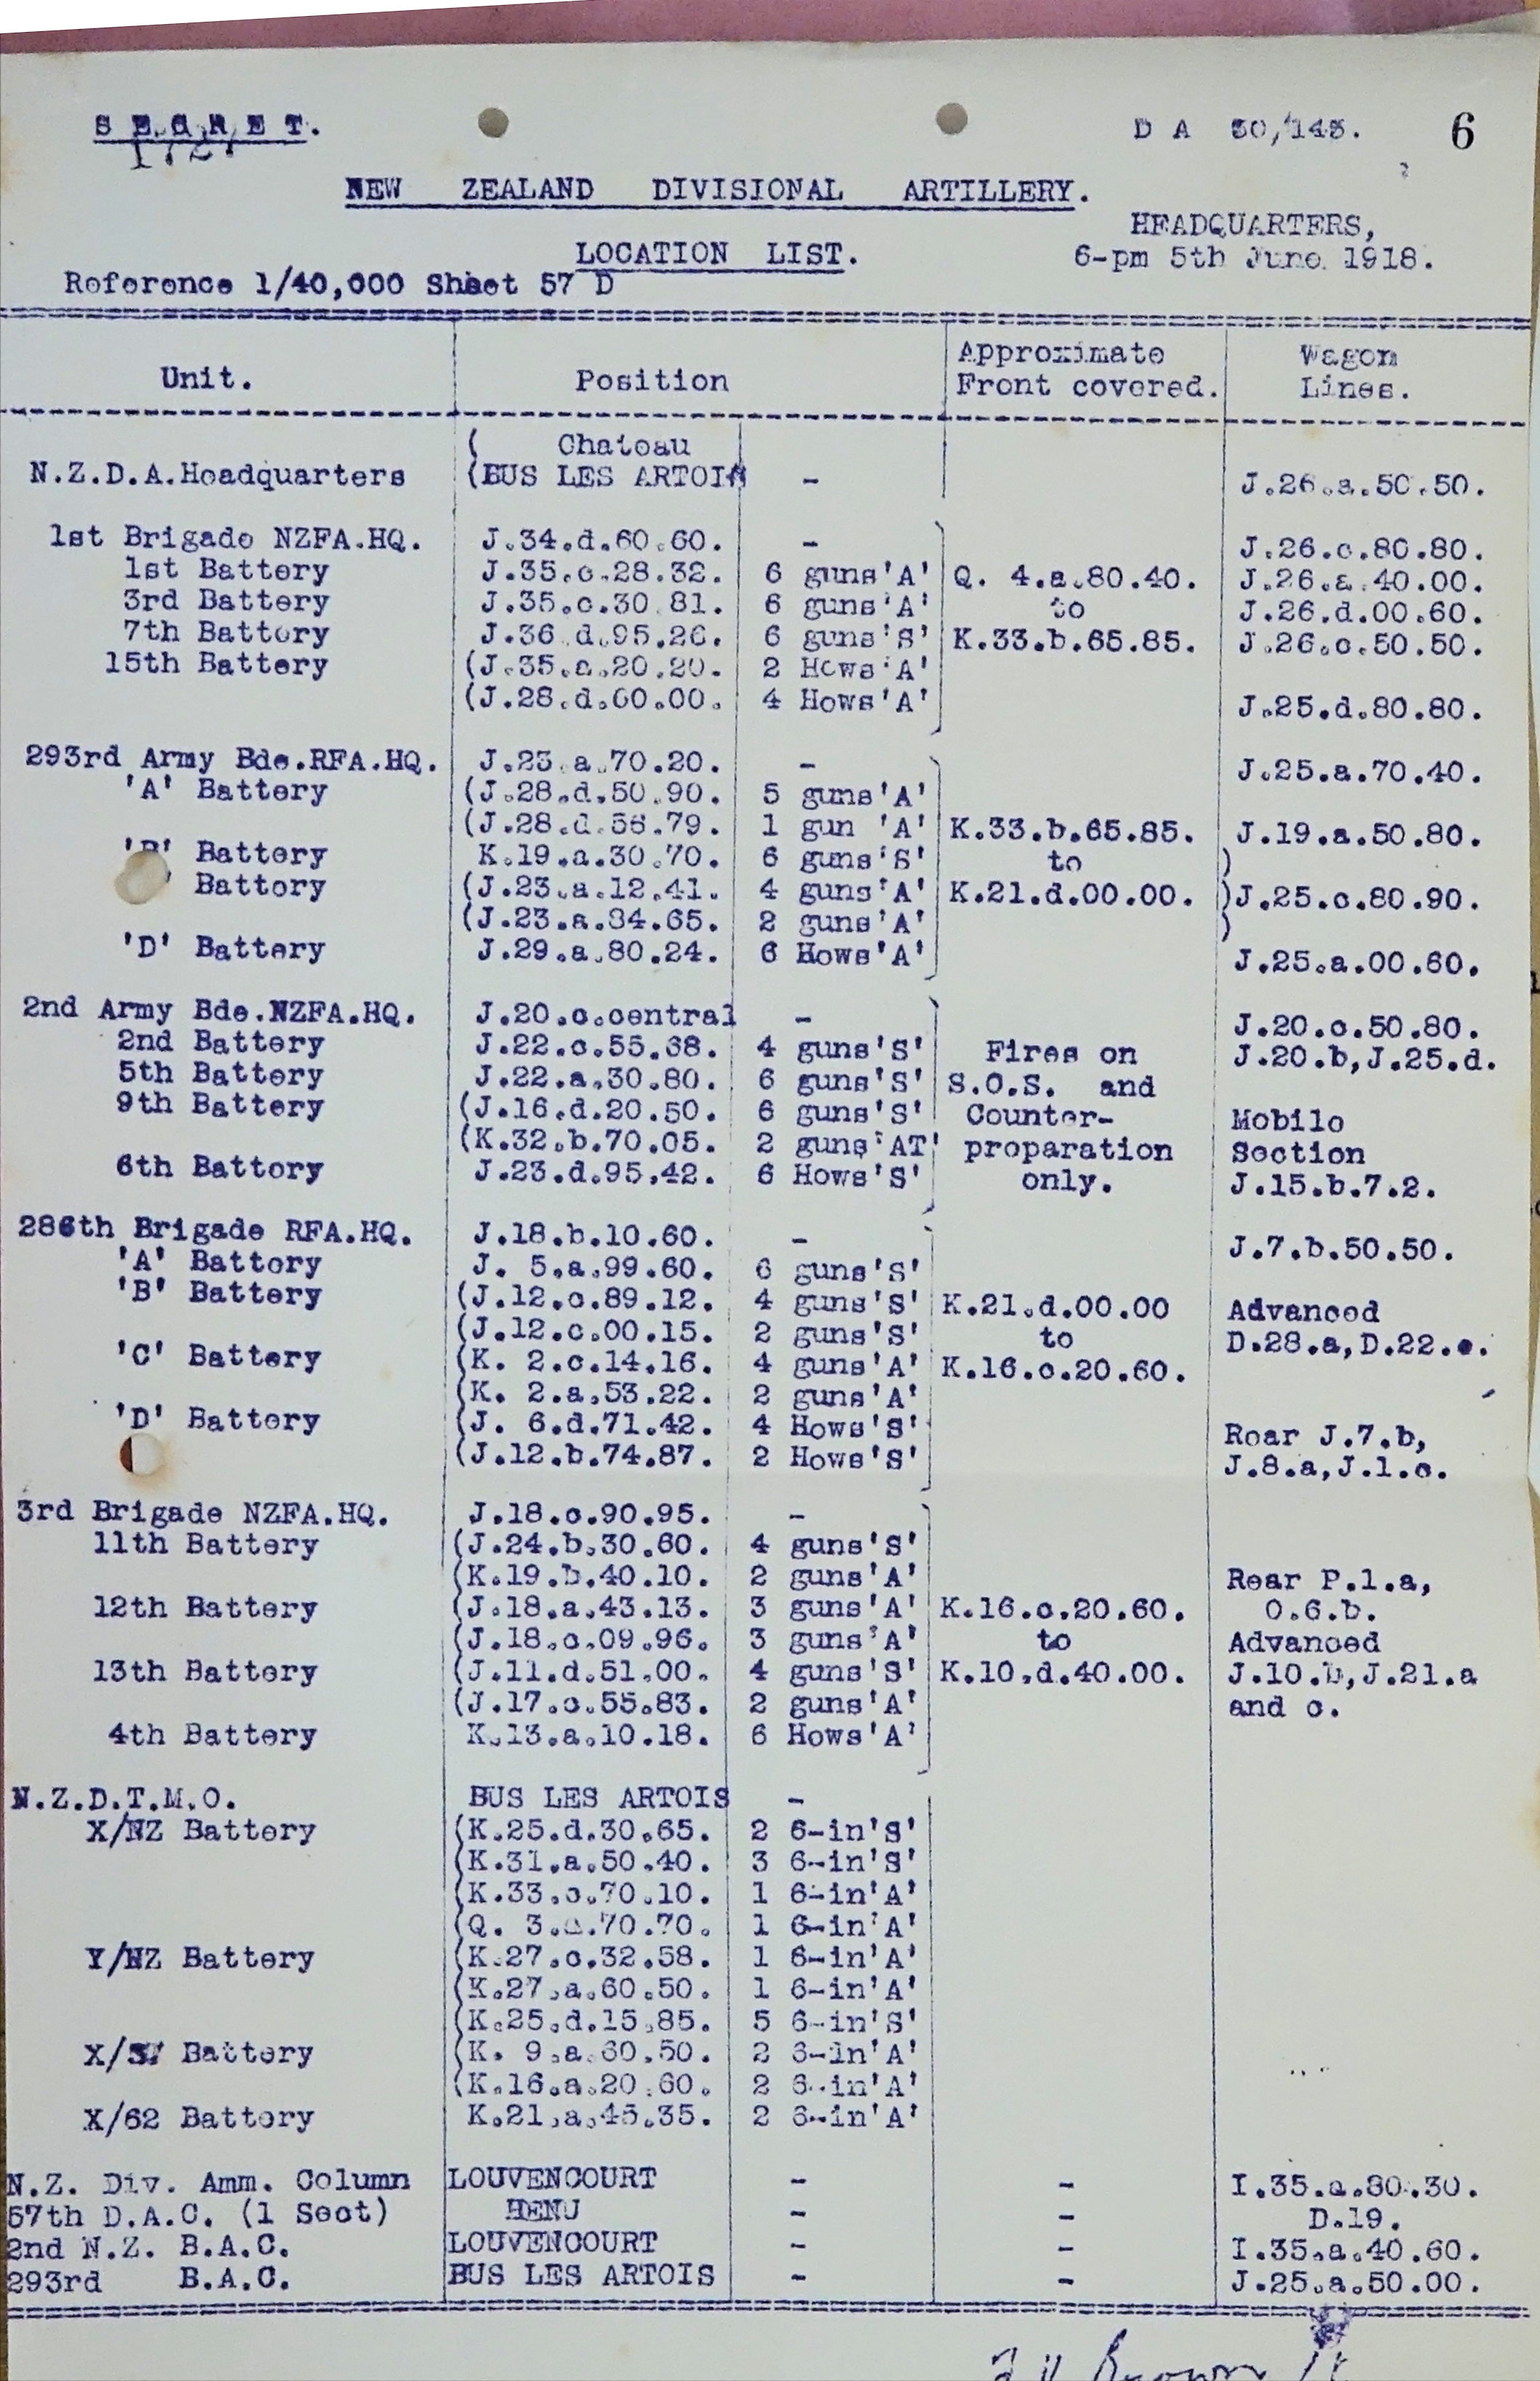 SECRET.
DA 50/143. 6
NEW ZEALAND DIVISIONAL ARTILLERY.
HEADQUARTERS,
LOCATION LIST. 6-pm 5th June 1918.
Reference 1/40,000 Sheet 57 D
Unit. Position Approximate Front covered. Wagon Lines.
( Chateau
N.Z.D.A.Headquarters (BUS LES ARTOIS - J.26.a.50.50.
1st Brigade NZFA.HQ. J.34.d.60.60. - J.26.c.80.80.
1st Battery J.35.c.28.32. 6 guns'A' Q. 4.a.80.40. J.26.a.40.00.
3rd Battery J.35.c.30.81. 6 guns'A' to J.26.d.00.60.
7th Battery J.36.d.95.26. 6 guns'S' K.33.b.65.85. J.26.c.50.50.
15th Battery (J.35.a.20.20. 2 Hows'A'
(J.28.d.60.00. 4 Hows'A' J.25.d.80.80.
293rd Army Bde.RFA.HQ. J.23.a.70.20. - J.25.a.70.40.
'A' Battery (J.28.d.50.90. 5 guns'A'
(J.28.d.56.79. 1 gun 'A' K.33.b.65.85. J.19.a.50.80.
'B' Battery K.19.a.30.70. 6 guns'S' to )
Battery (J.23.a.12.41. 4 guns'A' K.21.d.00.00. )J.25.c.80.90.
(J.23.a.84.65. 2 guns'A' )
'D' Battery J.29.a.80.24. 6 Hows'A' J.25.a.00.60.
2nd Army Bde.NZFA.HQ. J.20.c.central - J.20.c.50.80.
2nd Battery J.22.c.55.68. 4 guns'S' Fires on J.20.b,J.25.d.
5th Battery J.22.a.30.80. 6 guns'S' S.O.S. and
9th Battery (J.16.d.20.50. 6 guns'S' Counter- Mobile
(K.32.b.70.05. 2 guns'AT' preparation Section
6th Battery J.23.d.95.42. 6 Hows'S' only. J.15.b.7.2.
286th Brigade RFA.HQ. J.18.b.10.60. - J.7.b.50.50.
'A' Battery J. 5.a.99.60. 6 guns'S'
'B' Battery (J.12.c.89.12. 4 guns'S' K.21.d.00.00 Advanced
(J.12.c.00.15. 2 guns'S' to D.28.a,D.22.c.
'C' Battery (K. 2.c.14.16. 4 guns'A' K.16.c.20.60.
(K. 2.a.53.22. 2 guns'A'
'D' Battery (J. 6.d.71.42. 4 Hows'S' Rear J.7.b,
(J.12.b.74.87. 2 Hows'S' J.8.a,J.1.c.
3rd Brigade NZFA.HQ. J.18.c.90.95. -
11th Battery (J.24.b.30.60. 4 guns'S'
(K.19.b.40.10. 2 guns'A' Rear P.1.a,
12th Battery (J.18.a.43.13. 3 guns'A' K.16.c.20.60. O.6.b.
(J.18.c.09.96. 3 guns'A' to Advanced
13th Battery (J.11.d.51.00. 4 guns'S' K.10.d.40.00. J.10.b,J.21.a
(J.17.c.55.83. 2 guns'A' and c.
4th Battery K.13.a.10.18. 6 Hows'A'
N.Z.D.T.M.O. BUS LES ARTOIS -
X/NZ Battery (K.25.d.30.65. 2 6-in'S'
(K.31.a.50.40. 3 6-in'S'
(K.33.c.70.10. 1 6-in'A'
(Q. 3.a.70.70. 1 6-in'A'
Y/NZ Battery (K.27.c.32.58. 1 6-in'A'
(K.27.a.60.50. 1 6-in'A'
(K.25.d.15.85. 5 6-in'S'
Battery (K. 9.a.60.50. 2 6-in'A'
(K.16.a.20.60. 2 6-in'A'
X/62 Battery K.21.a.45.35. 2 6-in'A'
N.Z. Div. Amm. Column LOUVENCOURT - - I.35.a.80.30.
57th D.A.C. (1 Sect) HENU - - D.19.
2nd N.Z. B.A.C. LOUVENCOURT - - I.35.a.40.60.
293rd B.A.C. BUS LES ARTOIS - - J.25.a.50.00.